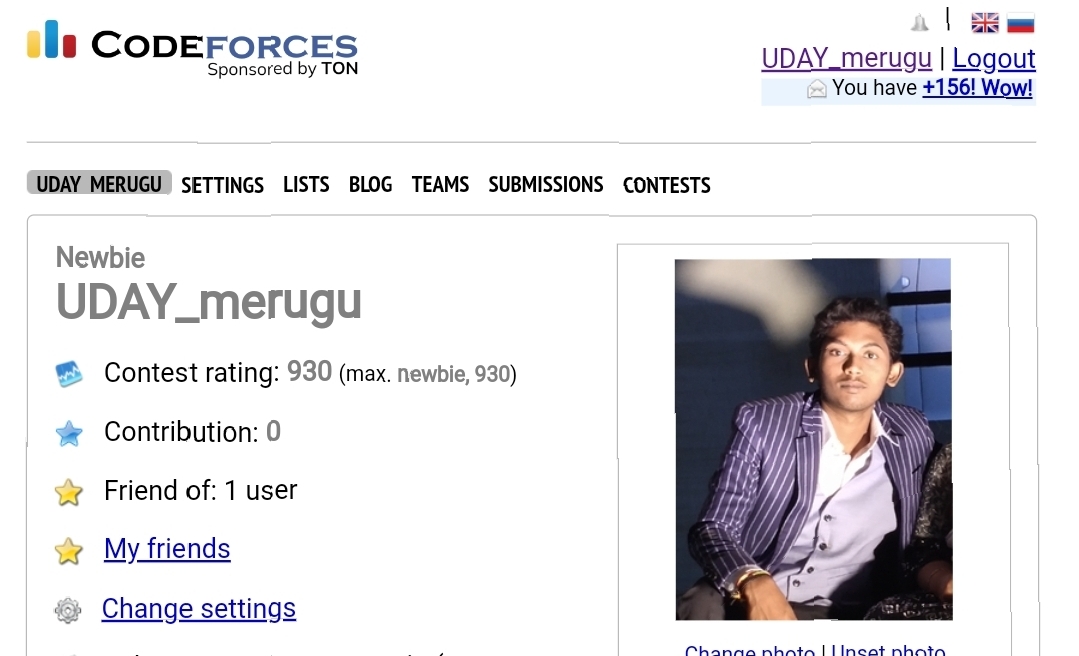 CODEFORCES
Sponsored by TON
UDAY_merugu | Logout
You have +156! Wow!
UDAY MERUGU SETTINGS LISTS BLOG TEAMS SUBMISSIONS CONTESTS
Newbie
UDAY_merugu
Contest rating: 930 (max. newbie, 930)
Contribution: 0
Friend of: 1 user
My friends
Change settings
Change photo | Unset photo